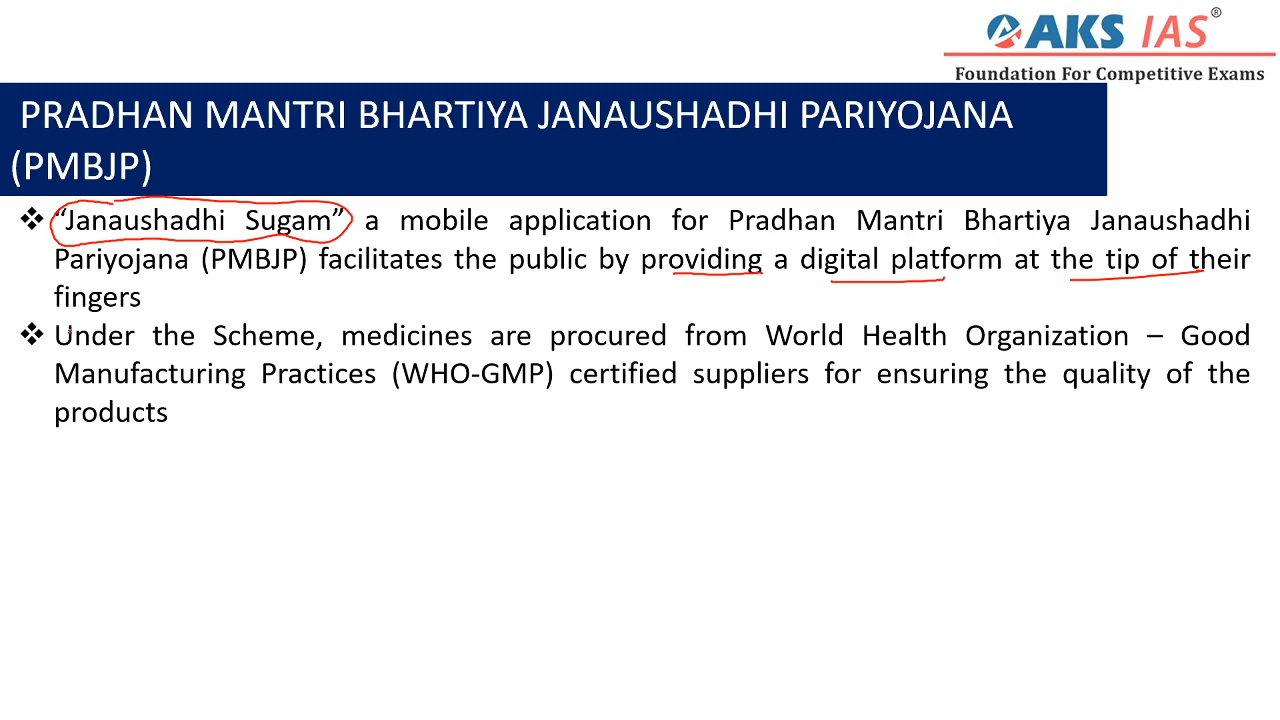 AKS IAS®
Foundation For Competitive Exams
PRADHAN MANTRI BHARTIYA JANAUSHADHI PARIYOJANA
(PMBJP)
❖ “Janaushadhi Sugam” a mobile application for Pradhan Mantri Bhartiya Janaushadhi
Pariyojana (PMBJP) facilitates the public by providing a digital platform at the tip of their
fingers
❖ Under the Scheme, medicines are procured from World Health Organization – Good
Manufacturing Practices (WHO-GMP) certified suppliers for ensuring the quality of the
products